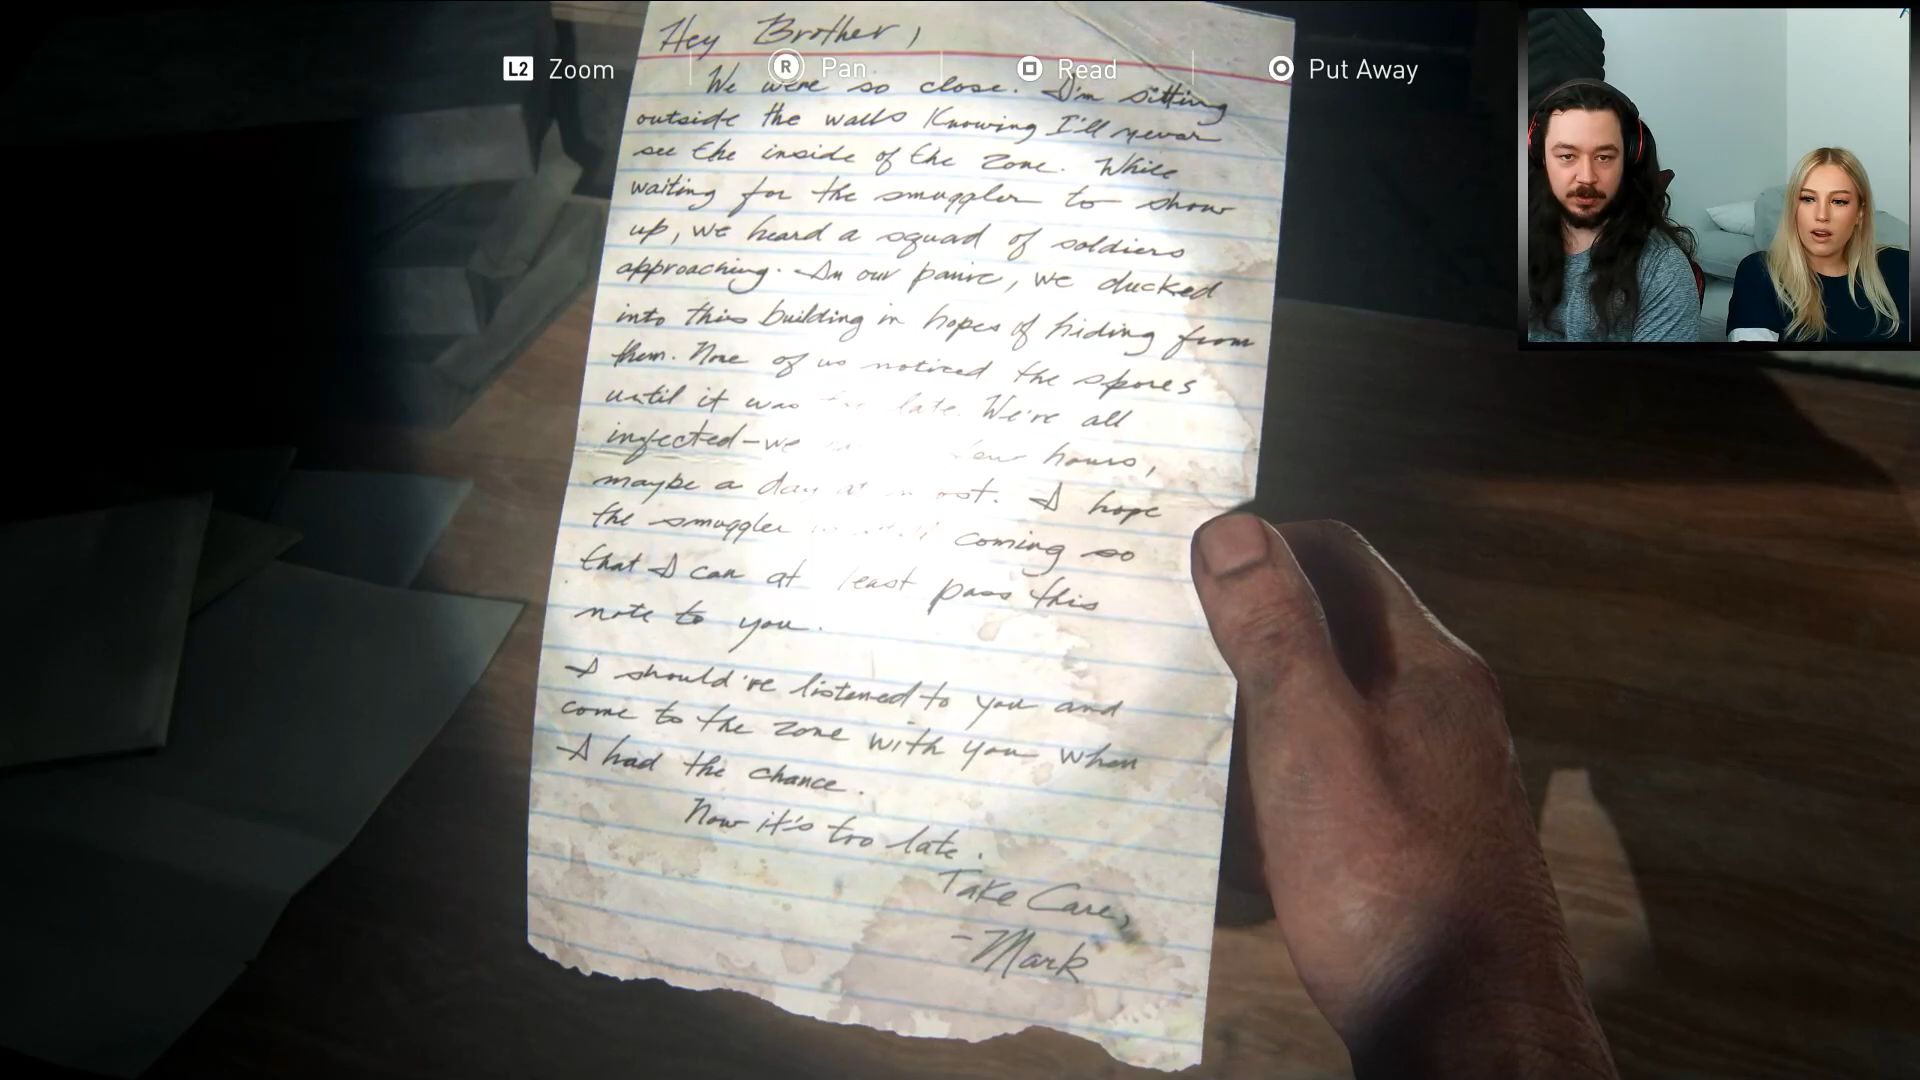 Hey Brother,
L2 Zoom R Pan Read Put Away
We were so close. I'm sitting
outside the walls Knowing I'll never
see the inside of the zone. While
waiting for the smuggler to show
up, we heard a squad of soldiers
approaching. In our panic, we ducked
into this building in hopes of hiding from
them. None of us noticed the spores
until it was too late. We're all
infected-we hours,
maybe a day at most. I hope
the smuggler is still coming so
that I can at least pass this
note to you.
I should've listened to you and
come to the zone with you when
I had the chance.
Now it's too late.
Take Care,
-Mark